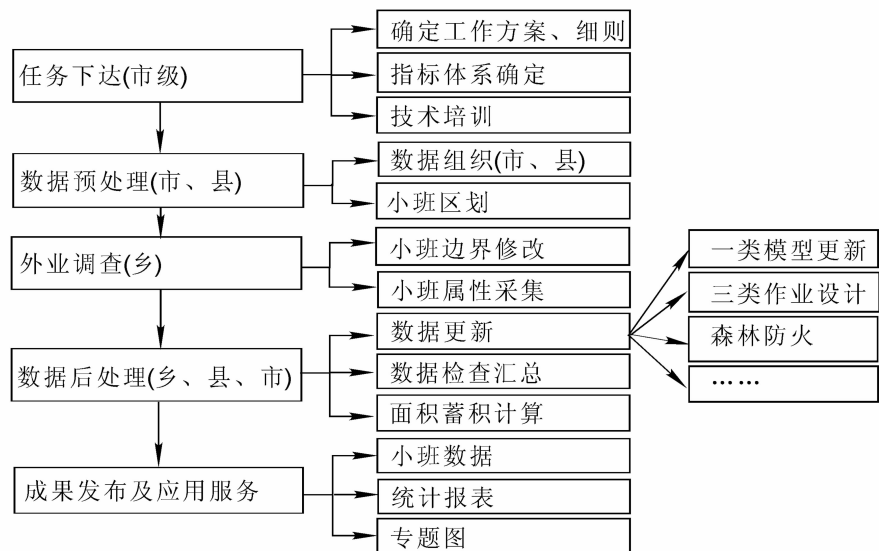 任务下达(市级)
确定工作方案、细则
指标体系确定
技术培训
数据预处理(市、县)
数据组织(市、县)
小班区划
外业调查(乡)
小班边界修改
小班属性采集
数据后处理(乡、县、市)
数据更新
数据检查汇总
面积蓄积计算
一类模型更新
三类作业设计
森林防火
……
成果发布及应用服务
小班数据
统计报表
专题图